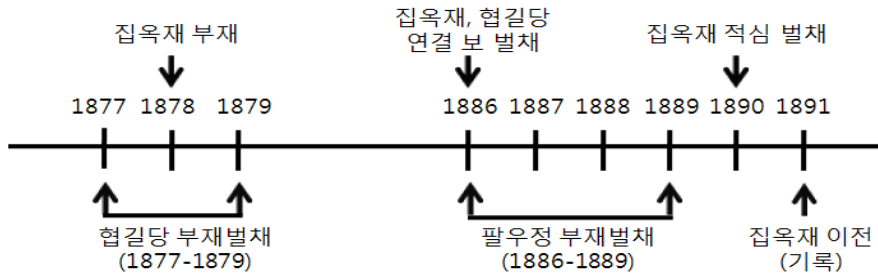 집옥재 부재
집옥재, 협길당
연결 보 벌채
집옥재 적심 벌채
1877 1878 1879 1886 1887 1888 1889 1890 1891
협길당 부재벌채
(1877-1879)
팔우정 부재벌채
(1886-1889)
집옥재 이전
(기록)